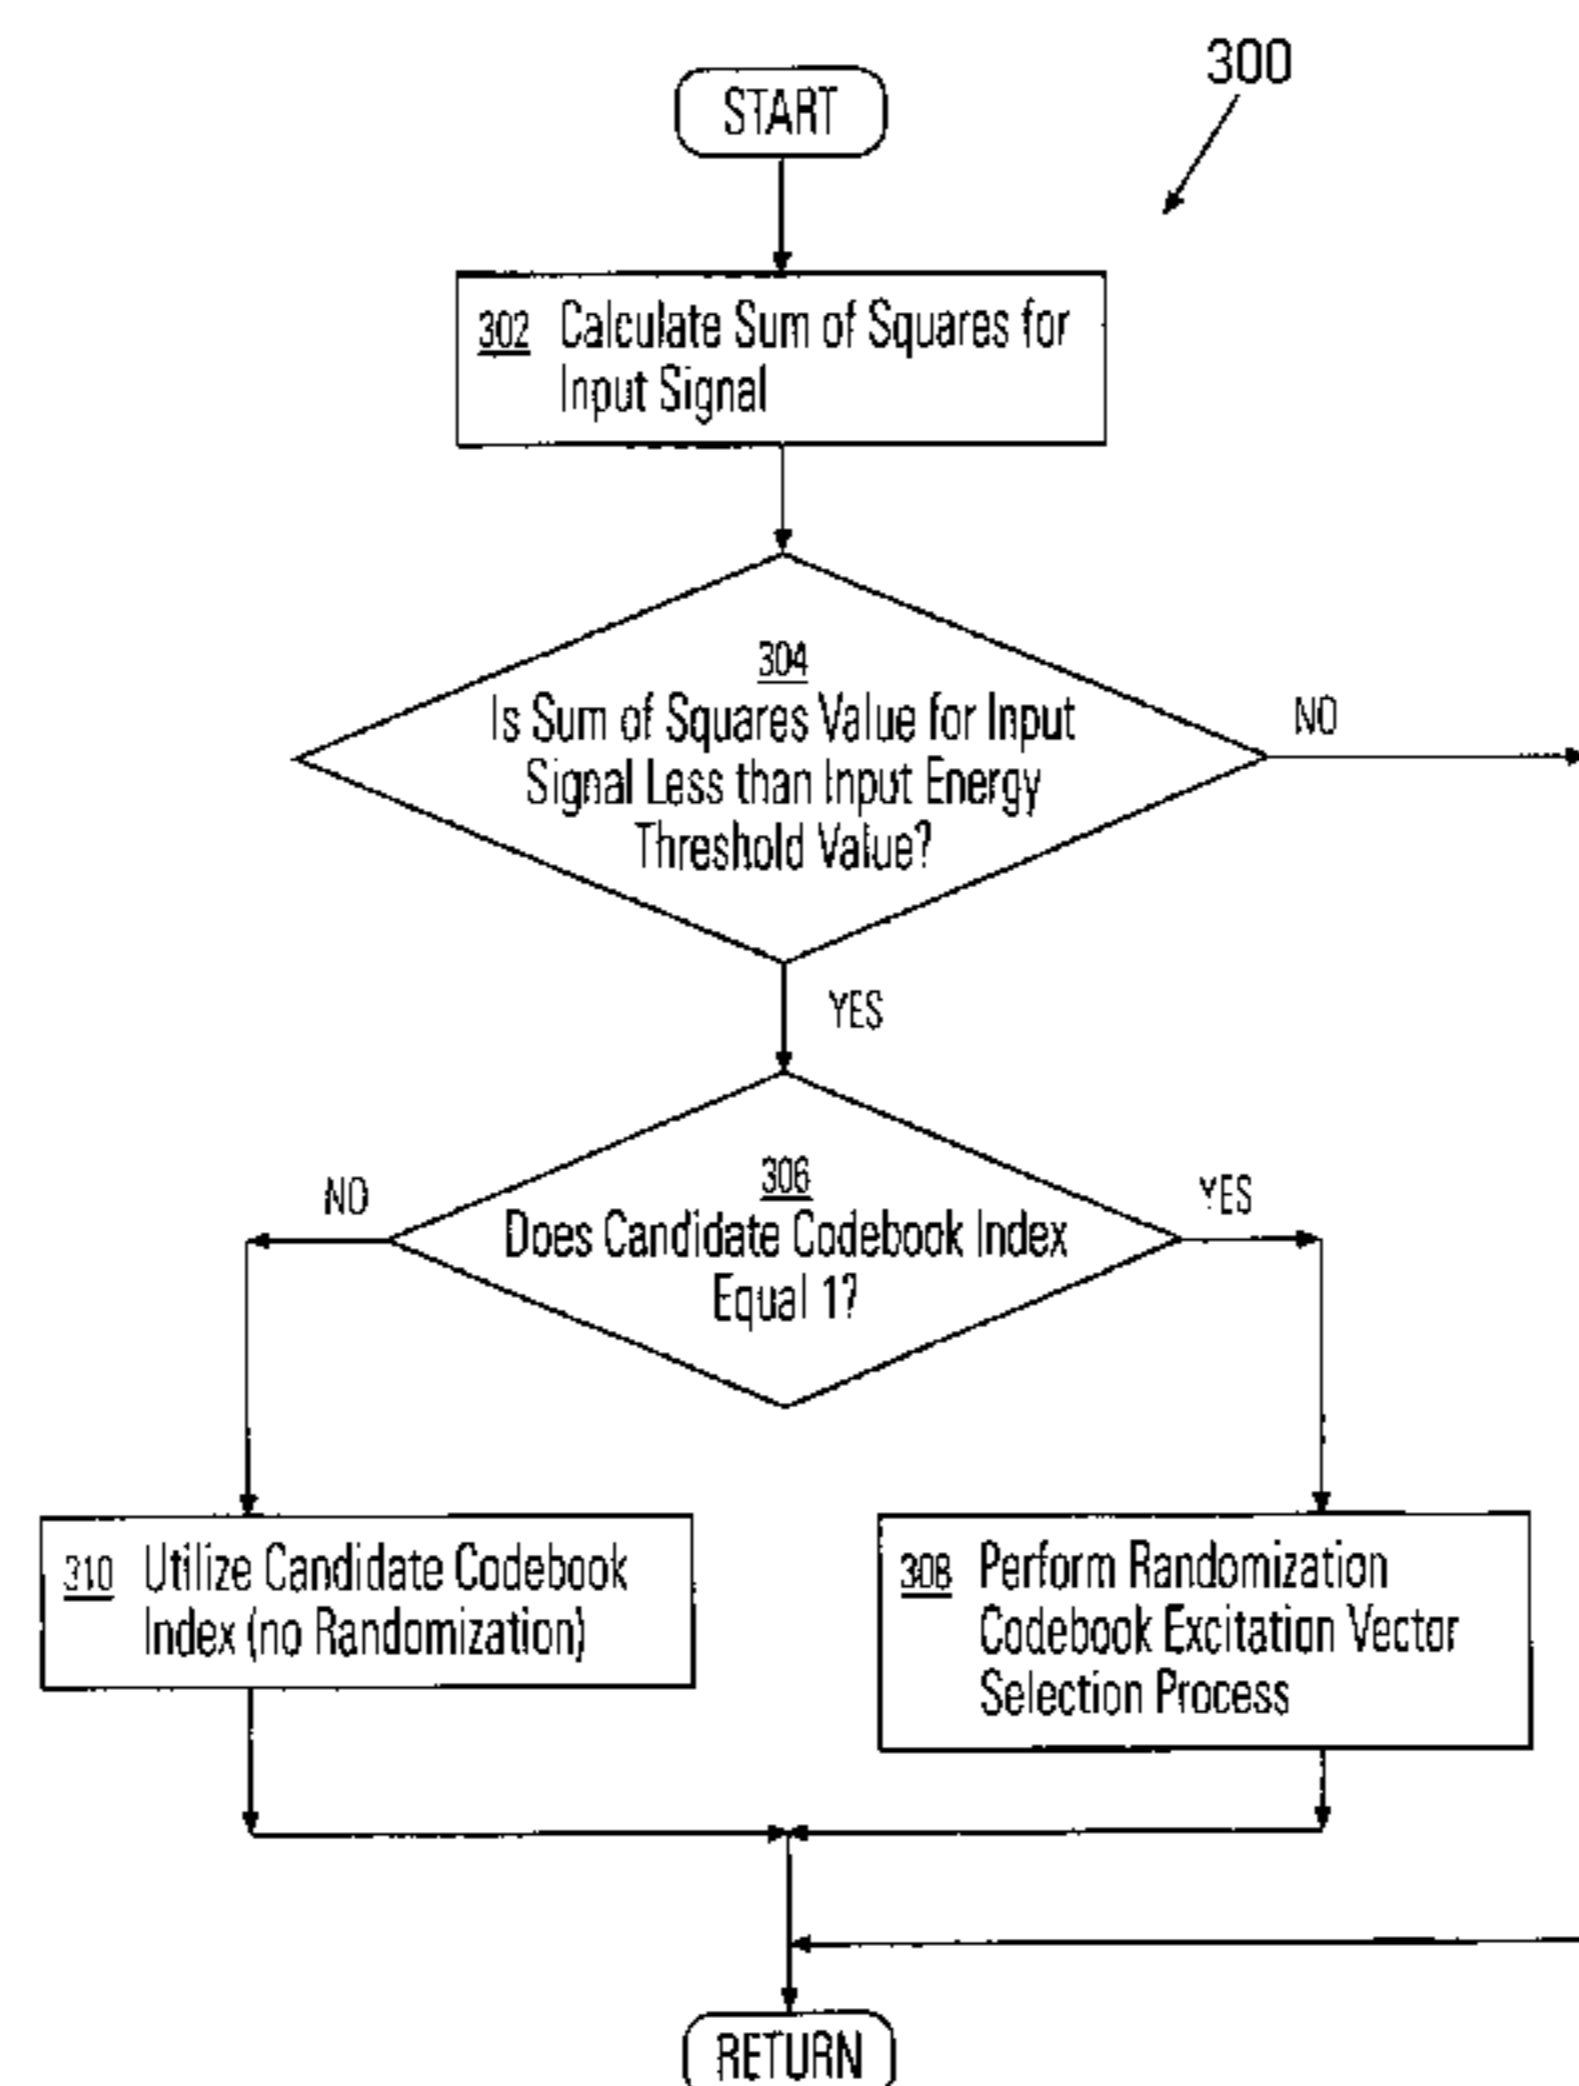 300
START
302 Calculate Sum of Squares for
Input Signal
304
Is Sum of Squares Value for Input
Signal Less than Input Energy
Threshold Value?
NO
YES
306
Does Candidate Codebook Index
Equal 1?
NO
YES
310 Utilize Candidate Codebook
Index (no Randomization)
308 Perform Randomization
Codebook Excitation Vector
Selection Process
RETURN